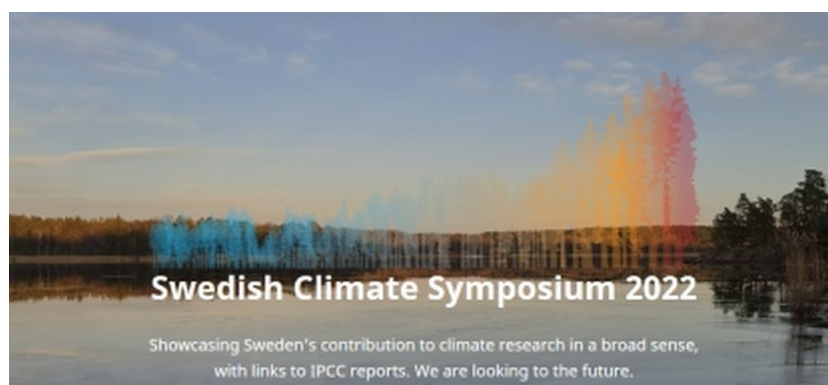 Swedish Climate Symposium 2022
Showcasing Sweden's contribution to climate research in a broad sense,
with links to IPCC reports. We are looking to the future.